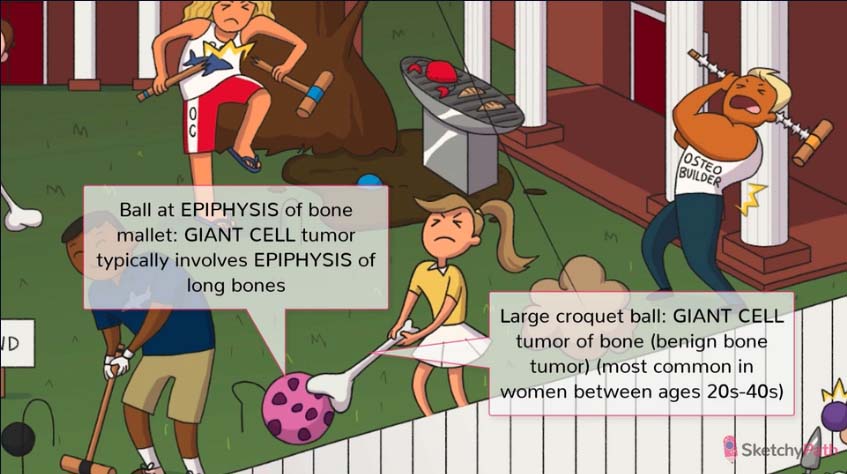 O
C
OSTEO
BUILDER
Ball at EPIPHYSIS of bone
mallet: GIANT CELL tumor
typically involves EPIPHYSIS of
long bones
Large croquet ball: GIANT CELL
tumor of bone (benign bone
tumor) (most common in
women between ages 20s-40s)
ND
SketchyPath